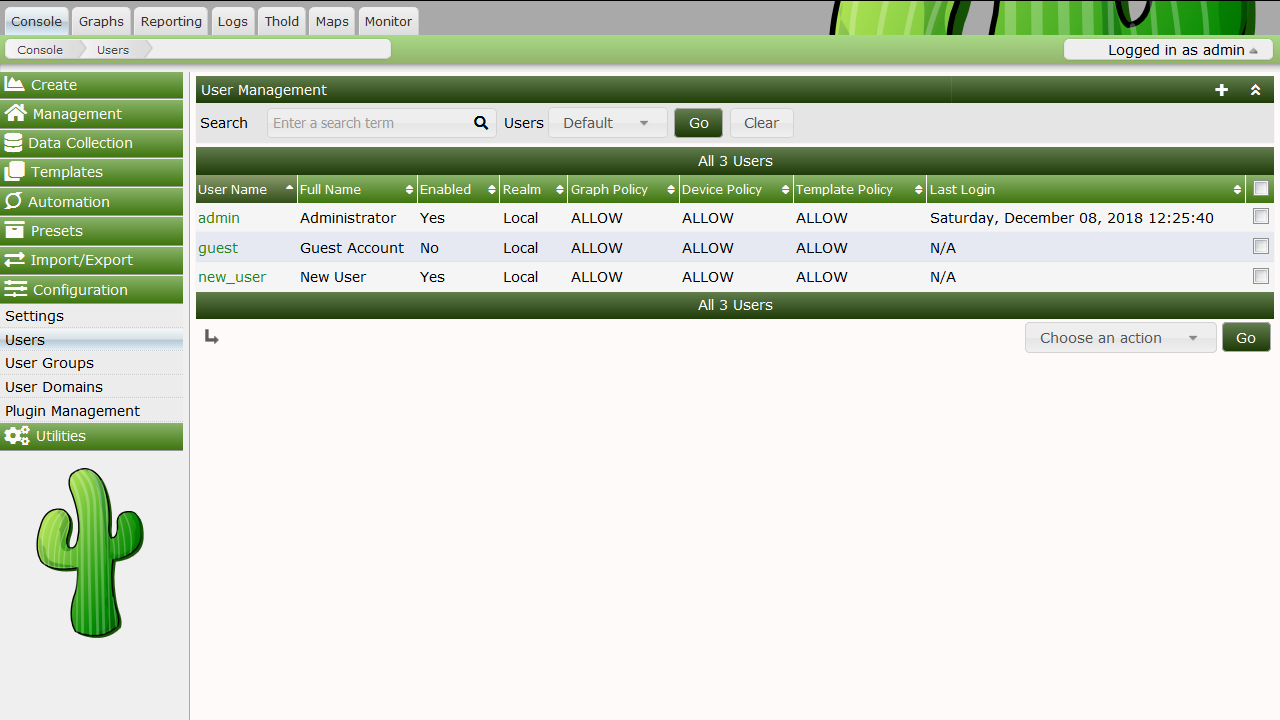 Console Graphs Reporting Logs Thold Maps Monitor
Console Users
Logged in as admin
Create
Management
Data Collection
Templates
Automation
Presets
Import/Export
Configuration
Settings
Users
User Groups
User Domains
Plugin Management
Utilities
User Management
Search Enter a search term Users Default Go Clear
All 3 Users
User Name Full Name Enabled Realm Graph Policy Device Policy Template Policy Last Login
admin Administrator Yes Local ALLOW ALLOW ALLOW Saturday, December 08, 2018 12:25:40
guest Guest Account No Local ALLOW ALLOW ALLOW N/A
new_user New User Yes Local ALLOW ALLOW ALLOW N/A
All 3 Users
Choose an action Go